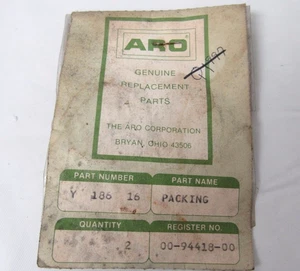 ARO
GENUINE
REPLACEMENT
PARTS
THE ARO CORPORATION
BRYAN, OHIO 43506
PART NUMBER PART NAME
Y 186 16 PACKING
QUANTITY REGISTER NO.
2 00-94418-00